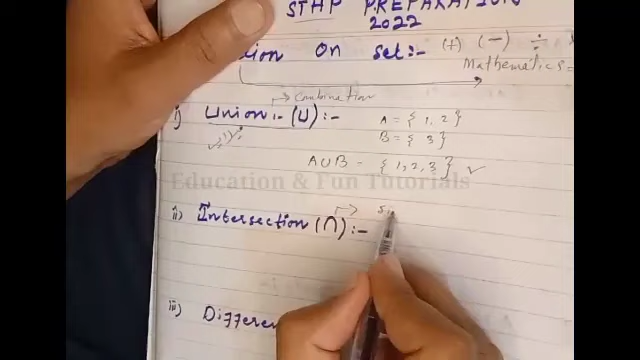 STHP PREPARATION
2022
tion On set:- (+) (-) ÷
Mathematics =
→ Combination
i) Union :- (U) :- A = { 1, 2 }
B = { 3 }
A∪B = { 1, 2, 3 } ✓
Education & Fun Tutorials
ii) Intersection (∩) :-
iii) Differen